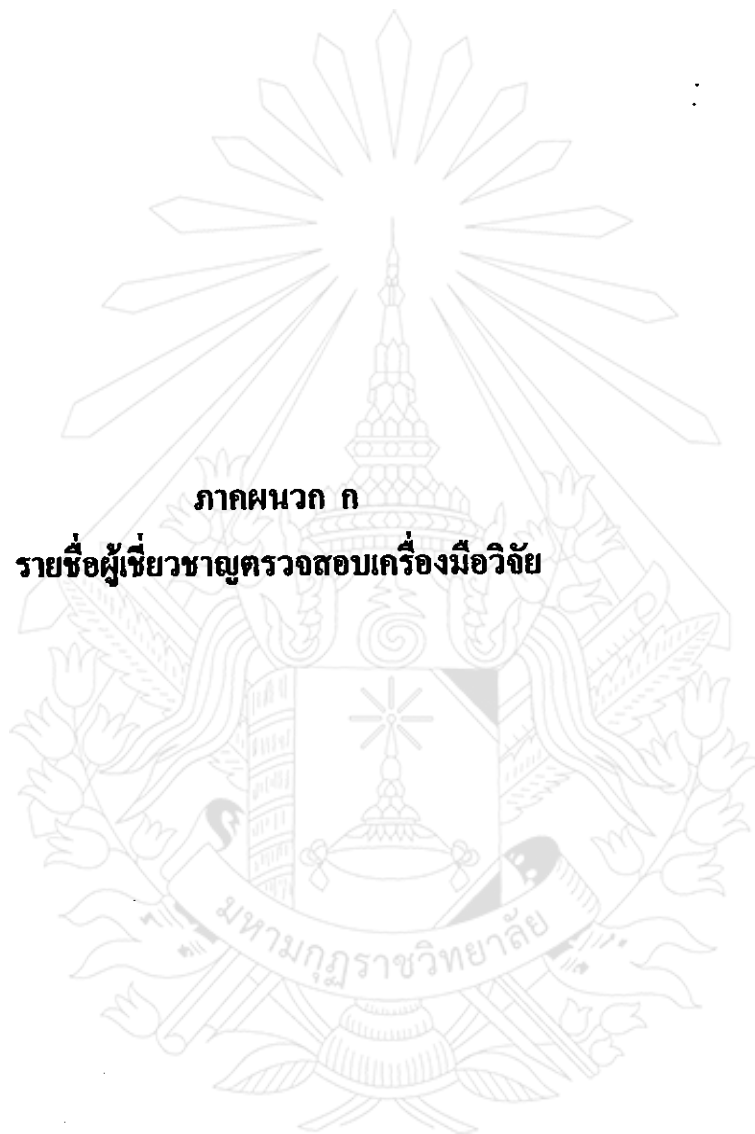 ภาคผนวก ก
รายชื่อผู้เชี่ยวชาญตรวจสอบเครื่องมือวิจัย
มหามกุฏราชวิทยาลัย